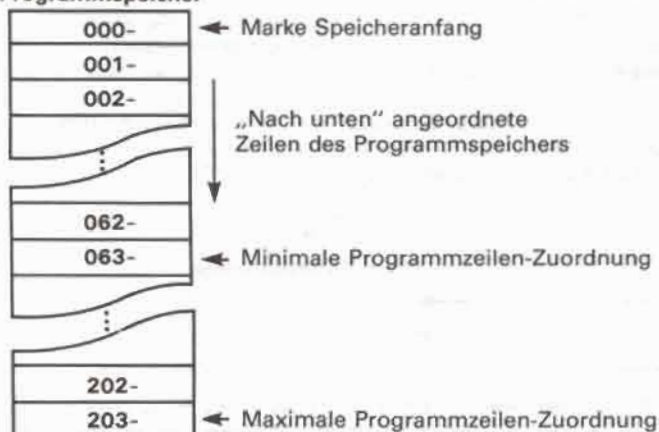 Programmspeicher
000- Marke Speicheranfang
001-
002-
„Nach unten“ angeordnete
Zeilen des Programmspeichers
062-
063- Minimale Programmzeilen-Zuordnung
202-
203- Maximale Programmzeilen-Zuordnung